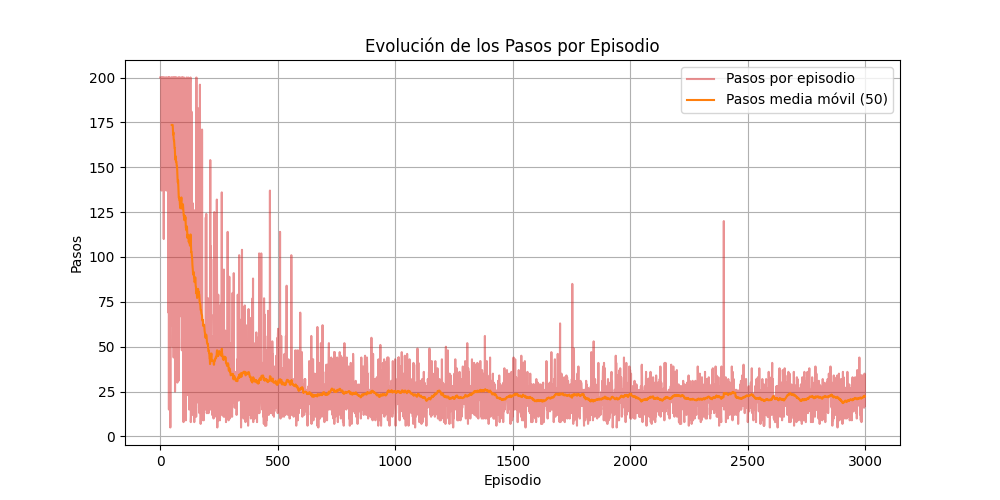 Evolución de los Pasos por Episodio
Pasos por episodio
Pasos media móvil (50)
Pasos
200
175
150
125
100
75
50
25
0
0 500 1000 1500 2000 2500 3000
Episodio